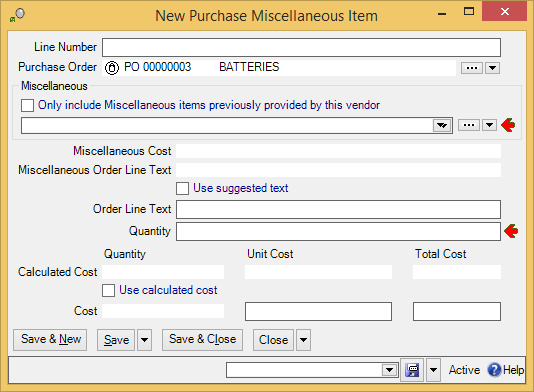 New Purchase Miscellaneous Item
Line Number
Purchase Order PO 00000003 BATTERIES
Miscellaneous
Only include Miscellaneous items previously provided by this vendor
Miscellaneous Cost
Miscellaneous Order Line Text
Use suggested text
Order Line Text
Quantity
Quantity Unit Cost Total Cost
Calculated Cost
Use calculated cost
Cost
Save & New Save Save & Close Close
Active Help